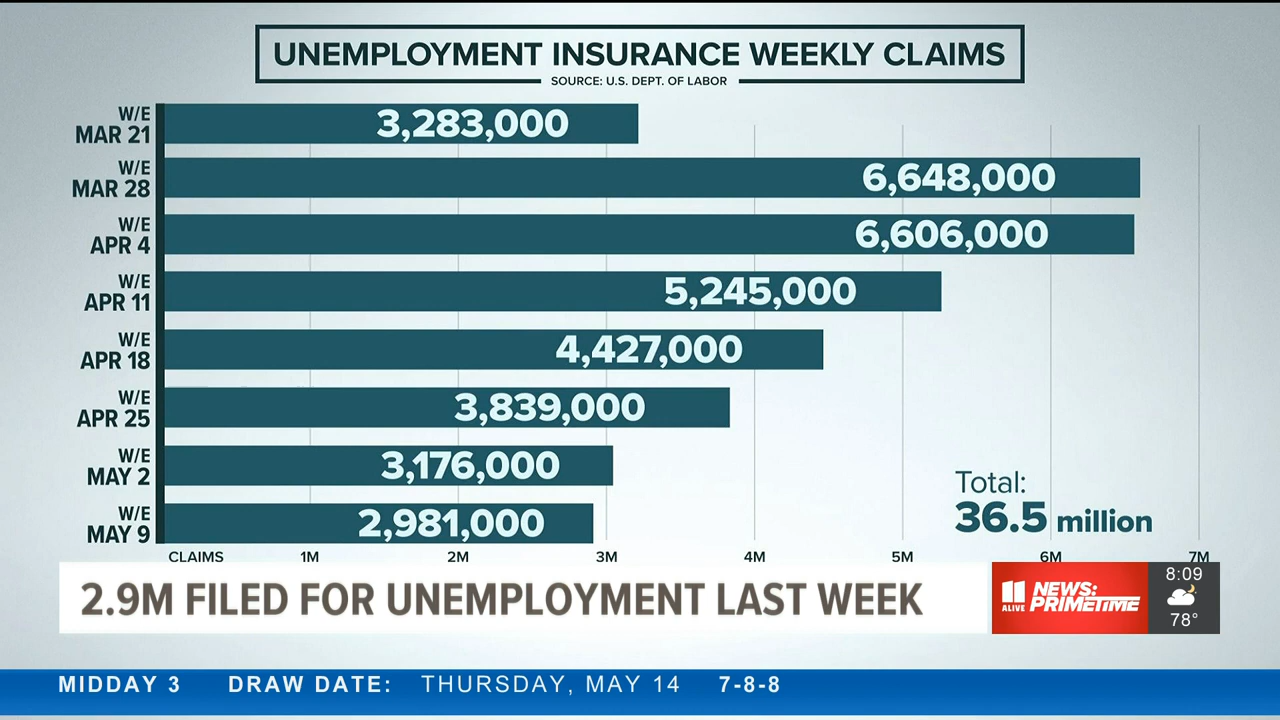 UNEMPLOYMENT INSURANCE WEEKLY CLAIMS
SOURCE: U.S. DEPT. OF LABOR
W/E
MAR 21
3,283,000
W/E
MAR 28
6,648,000
W/E
APR 4
6,606,000
W/E
APR 11
5,245,000
W/E
APR 18
4,427,000
W/E
APR 25
3,839,000
W/E
MAY 2
3,176,000
W/E
MAY 9
2,981,000
Total:
36.5 million
CLAIMS 1M 2M 3M 4M 5M 6M 7M
2.9M FILED FOR UNEMPLOYMENT LAST WEEK
11
ALIVE
NEWS:
PRIMETIME
8:09
78°
MIDDAY 3 DRAW DATE: THURSDAY, MAY 14 7-8-8